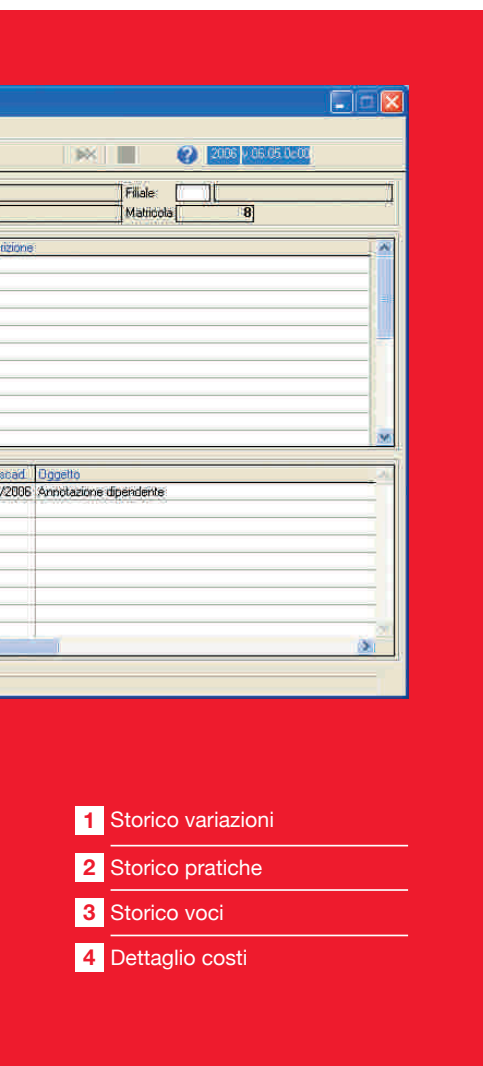 2006 v.06.05.0c00
Filiale:
Matricola 8
rizione
scad. Oggetto
/2006 Annotazione dipendente
1 Storico variazioni
2 Storico pratiche
3 Storico voci
4 Dettaglio costi